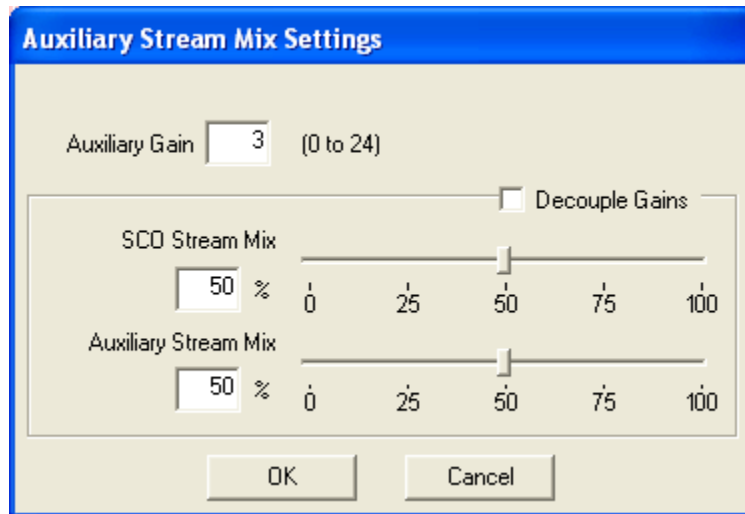 Auxiliary Stream Mix Settings
Auxiliary Gain 3 (0 to 24)
Decouple Gains
SCO Stream Mix
50 % 0 25 50 75 100
Auxiliary Stream Mix
50 % 0 25 50 75 100
OK Cancel